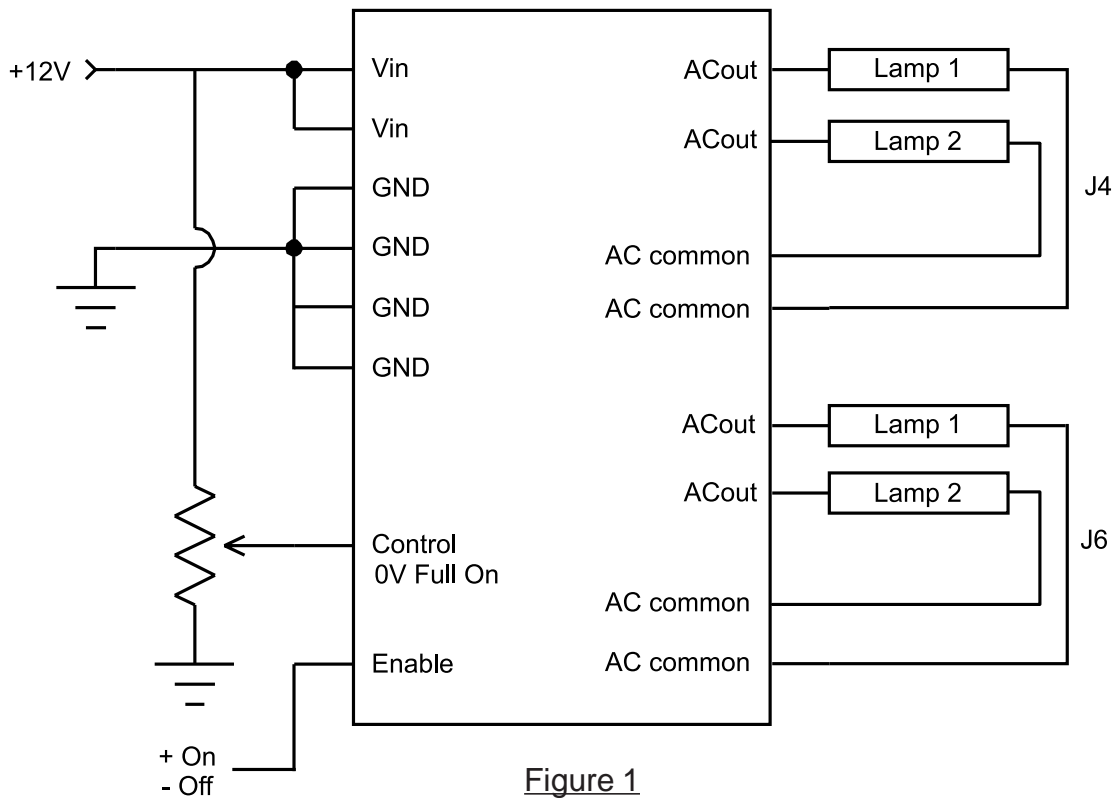 +12V
Vin
Vin
GND
GND
GND
GND
Control
0V Full On
Enable
+ On
- Off
ACout
Lamp 1
ACout
Lamp 2
J4
AC common
AC common
ACout
Lamp 1
ACout
Lamp 2
J6
AC common
AC common
Figure 1